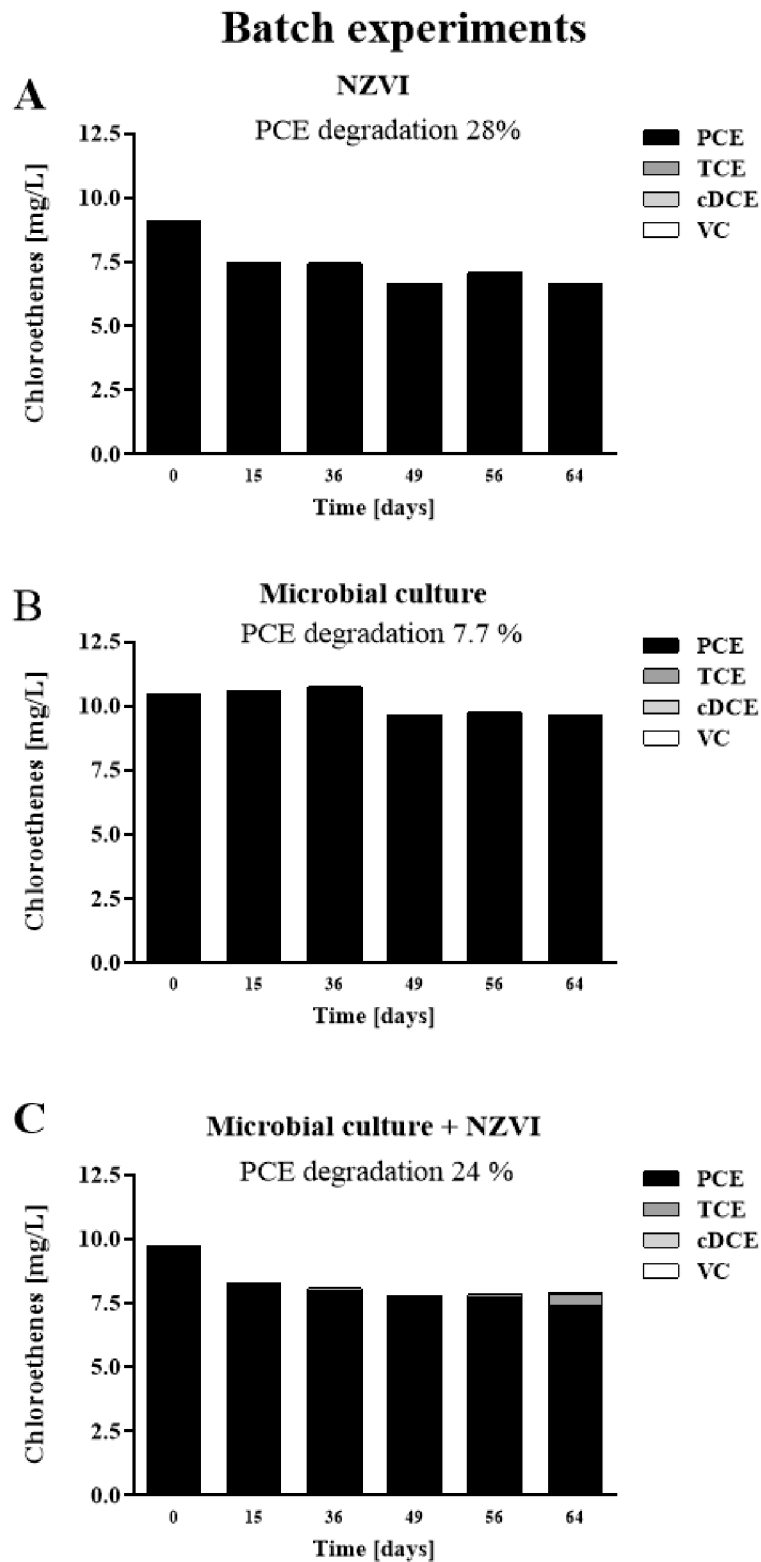 Batch experiments
A
NZVI
PCE degradation 28%
Chloroethenes [mg/L]
12.5
10.0
7.5
5.0
2.5
0.0
0 15 36 49 56 64
Time [days]
PCE
TCE
cDCE
VC
B
Microbial culture
PCE degradation 7.7 %
Chloroethenes [mg/L]
12.5
10.0
7.5
5.0
2.5
0.0
0 15 36 49 56 64
Time [days]
PCE
TCE
cDCE
VC
C
Microbial culture + NZVI
PCE degradation 24 %
Chloroethenes [mg/L]
12.5
10.0
7.5
5.0
2.5
0.0
0 15 36 49 56 64
Time [days]
PCE
TCE
cDCE
VC